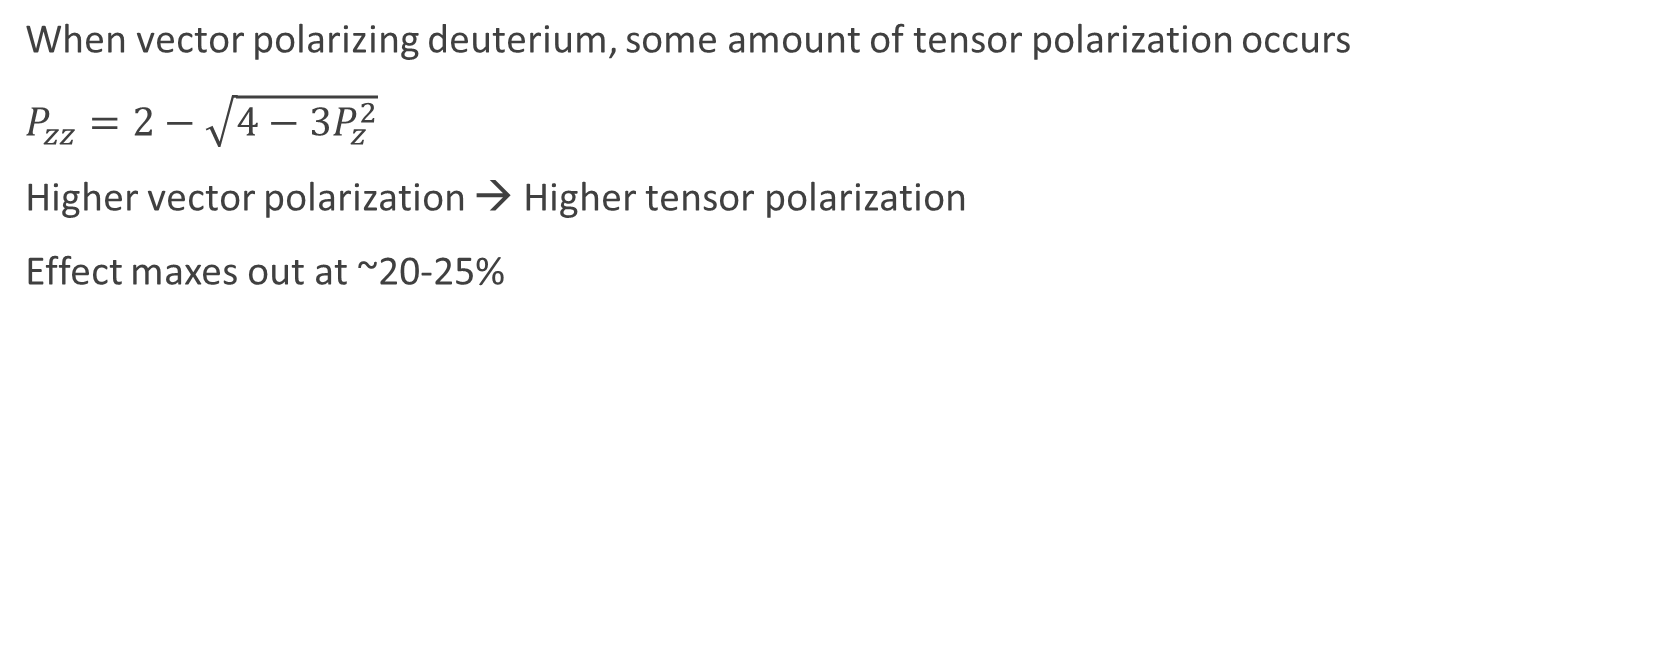 When vector polarizing deuterium, some amount of tensor polarization occurs
𝑃𝑧𝑧 = 2 − √4 − 3𝑃𝑧²
Higher vector polarization → Higher tensor polarization
Effect maxes out at ~20-25%